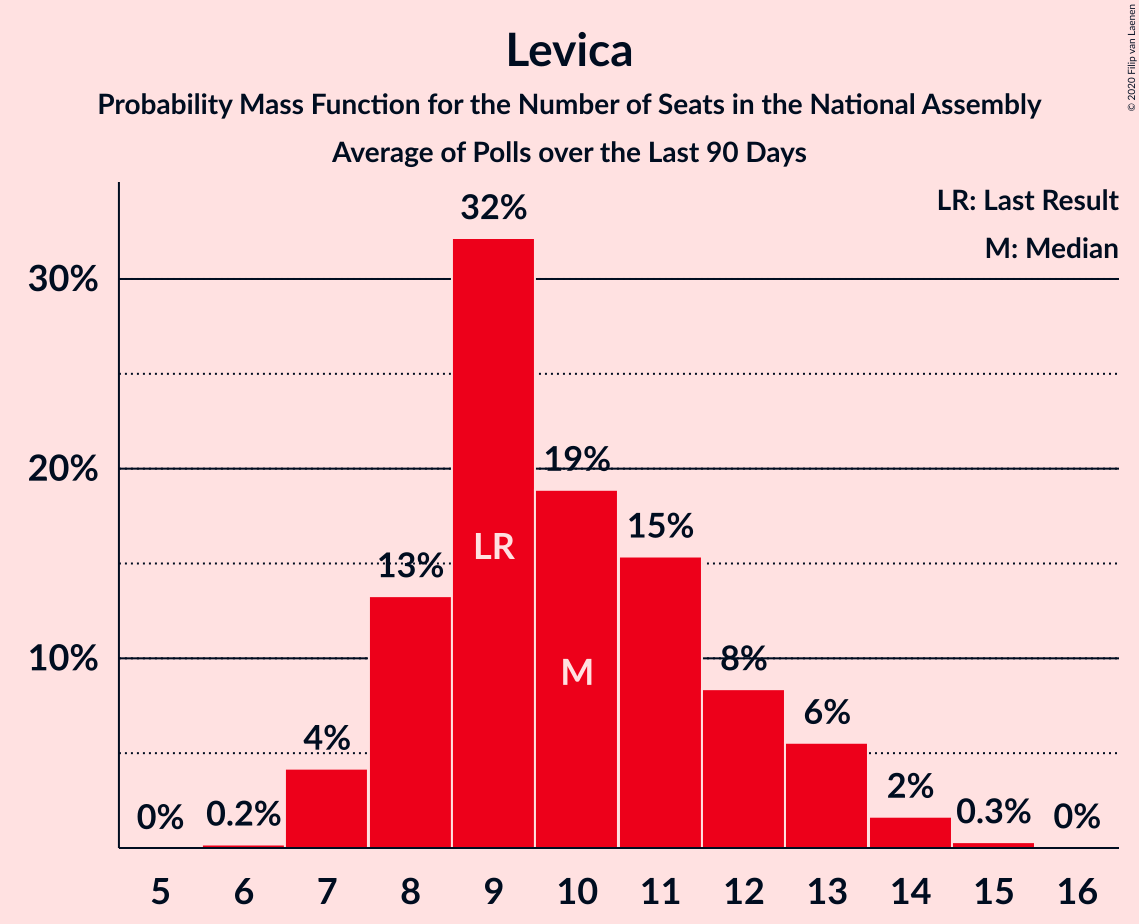 Levica
Probability Mass Function for the Number of Seats in the National Assembly
Average of Polls over the Last 90 Days
© 2020 Filip van Laenen
LR: Last Result
M: Median
30%
20%
10%
0%
0.2%
4%
13%
32%
19%
15%
8%
6%
2%
0.3%
0%
LR
M
5 6 7 8 9 10 11 12 13 14 15 16